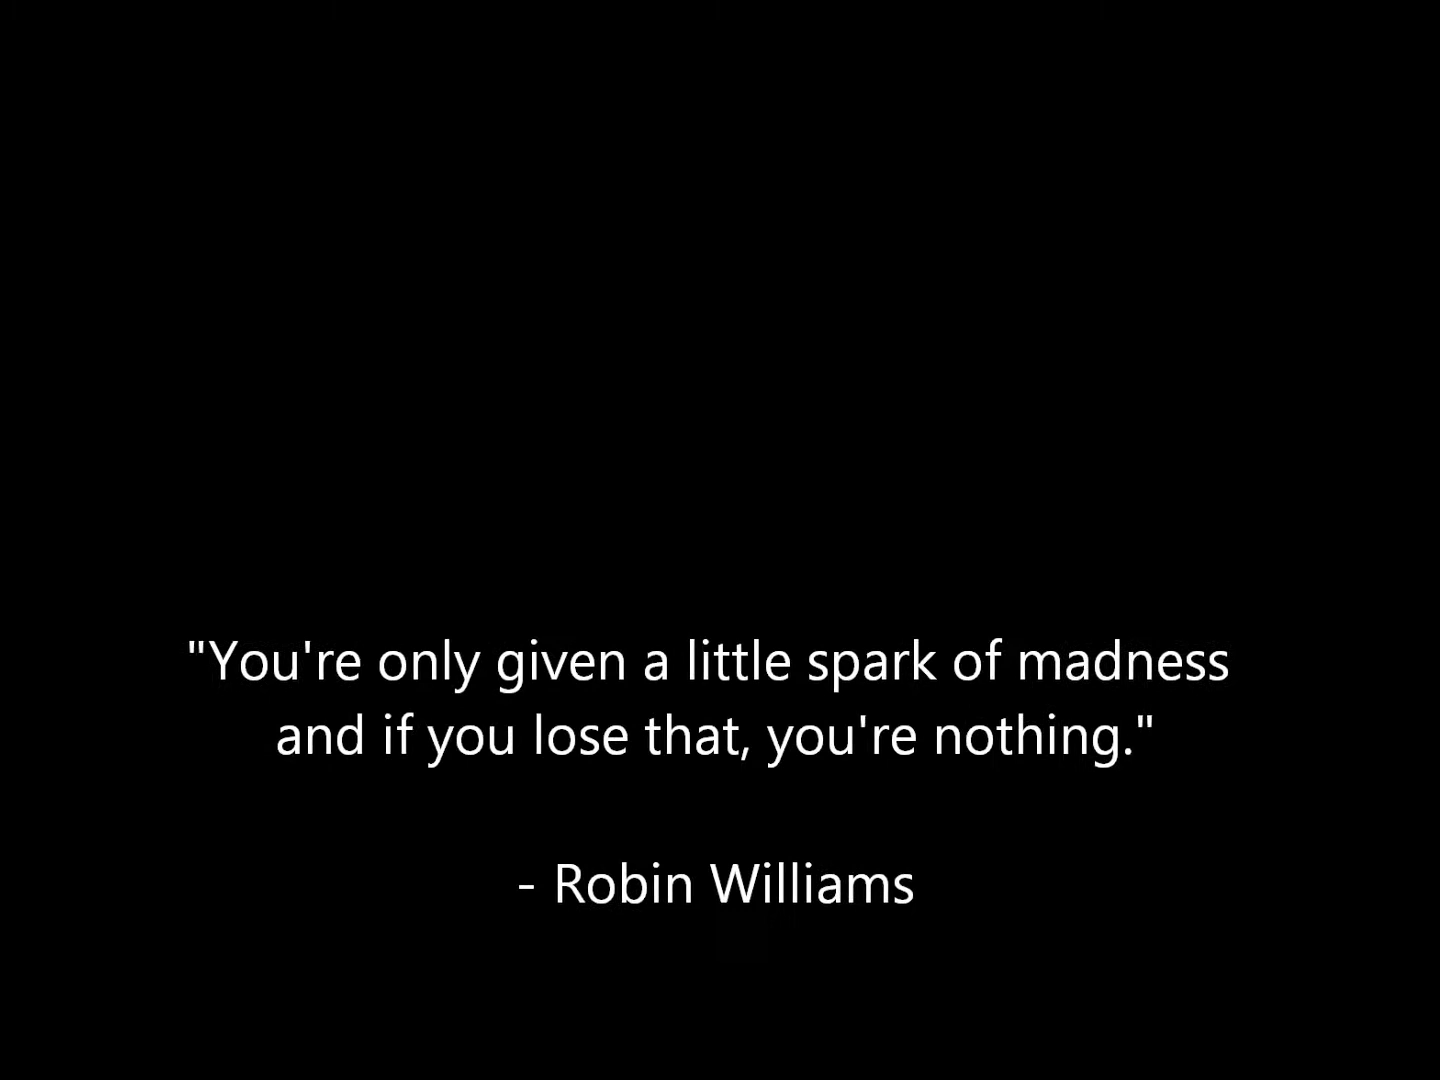 "You're only given a little spark of madness
and if you lose that, you're nothing."
- Robin Williams